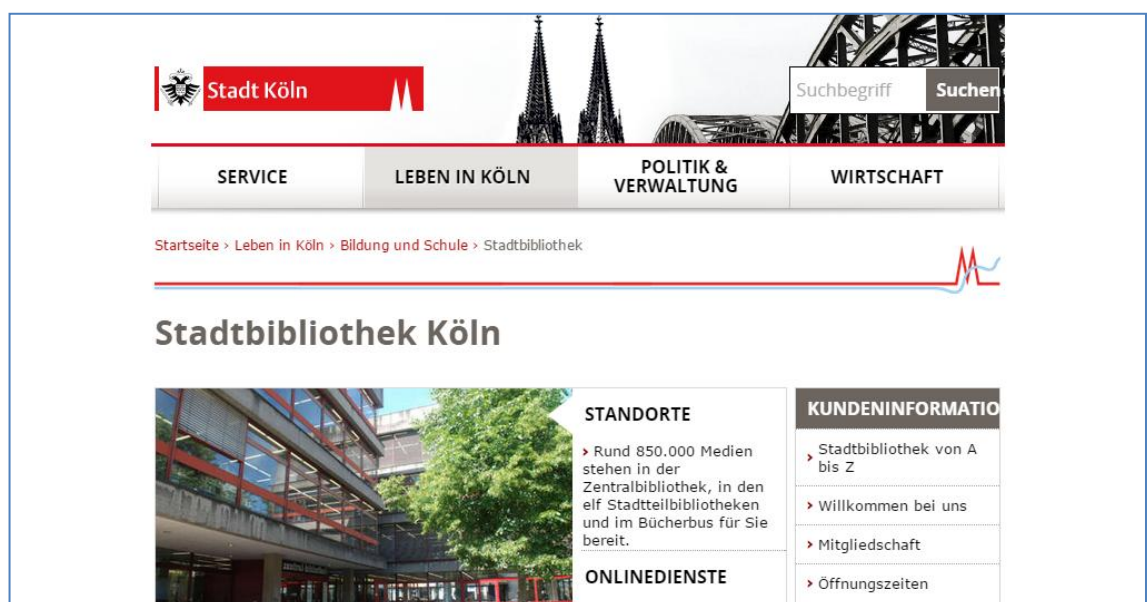 Stadt Köln
Suchbegriff
Suchen
SERVICE
LEBEN IN KÖLN
POLITIK &
VERWALTUNG
WIRTSCHAFT
Startseite › Leben in Köln › Bildung und Schule › Stadtbibliothek
Stadtbibliothek Köln
STANDORTE
› Rund 850.000 Medien
stehen in der
Zentralbibliothek, in den
elf Stadtteilbibliotheken
und im Bücherbus für Sie
bereit.
ONLINEDIENSTE
KUNDENINFORMATIO
› Stadtbibliothek von A
bis Z
› Willkommen bei uns
› Mitgliedschaft
› Öffnungszeiten